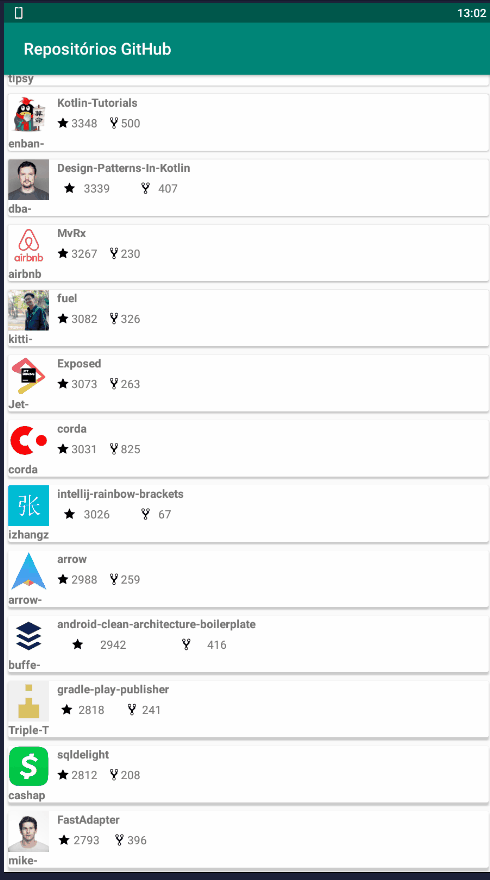 13:02
Repositórios GitHub
tipsy
Kotlin-Tutorials
3348 500
enban-
Design-Patterns-In-Kotlin
3339 407
dba-
MvRx
3267 230
airbnb
airbnb
fuel
3082 326
kitti-
Exposed
3073 263
Jet-
corda
3031 825
corda
intellij-rainbow-brackets
张
3026 67
izhangz
arrow
2988 259
arrow-
android-clean-architecture-boilerplate
2942 416
buffe-
gradle-play-publisher
2818 241
Triple-T
sqldelight
$
2812 208
cashap
FastAdapter
2793 396
mike-